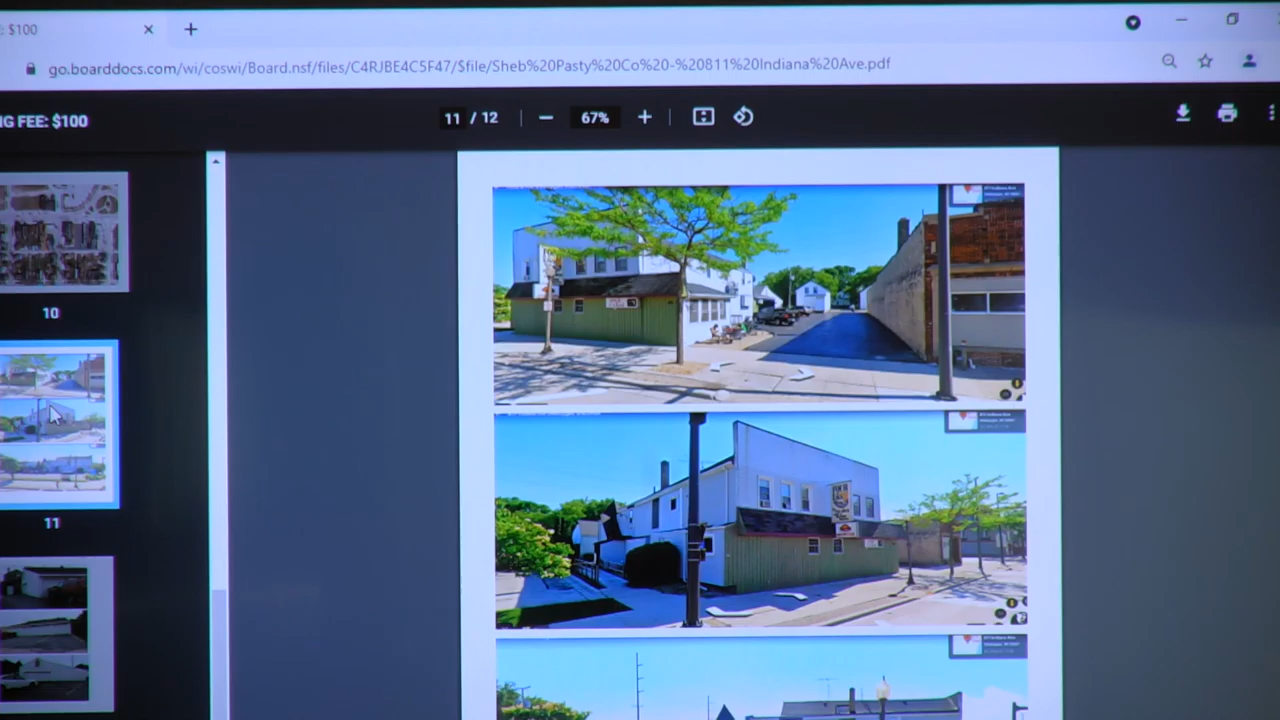 : $100
go.boarddocs.com/wi/coswi/Board.nsf/files/C4RJBE4C5F47/$file/Sheb%20Pasty%20Co%20-%20811%20Indiana%20Ave.pdf
NG FEE: $100
11 / 12
67%
10
11